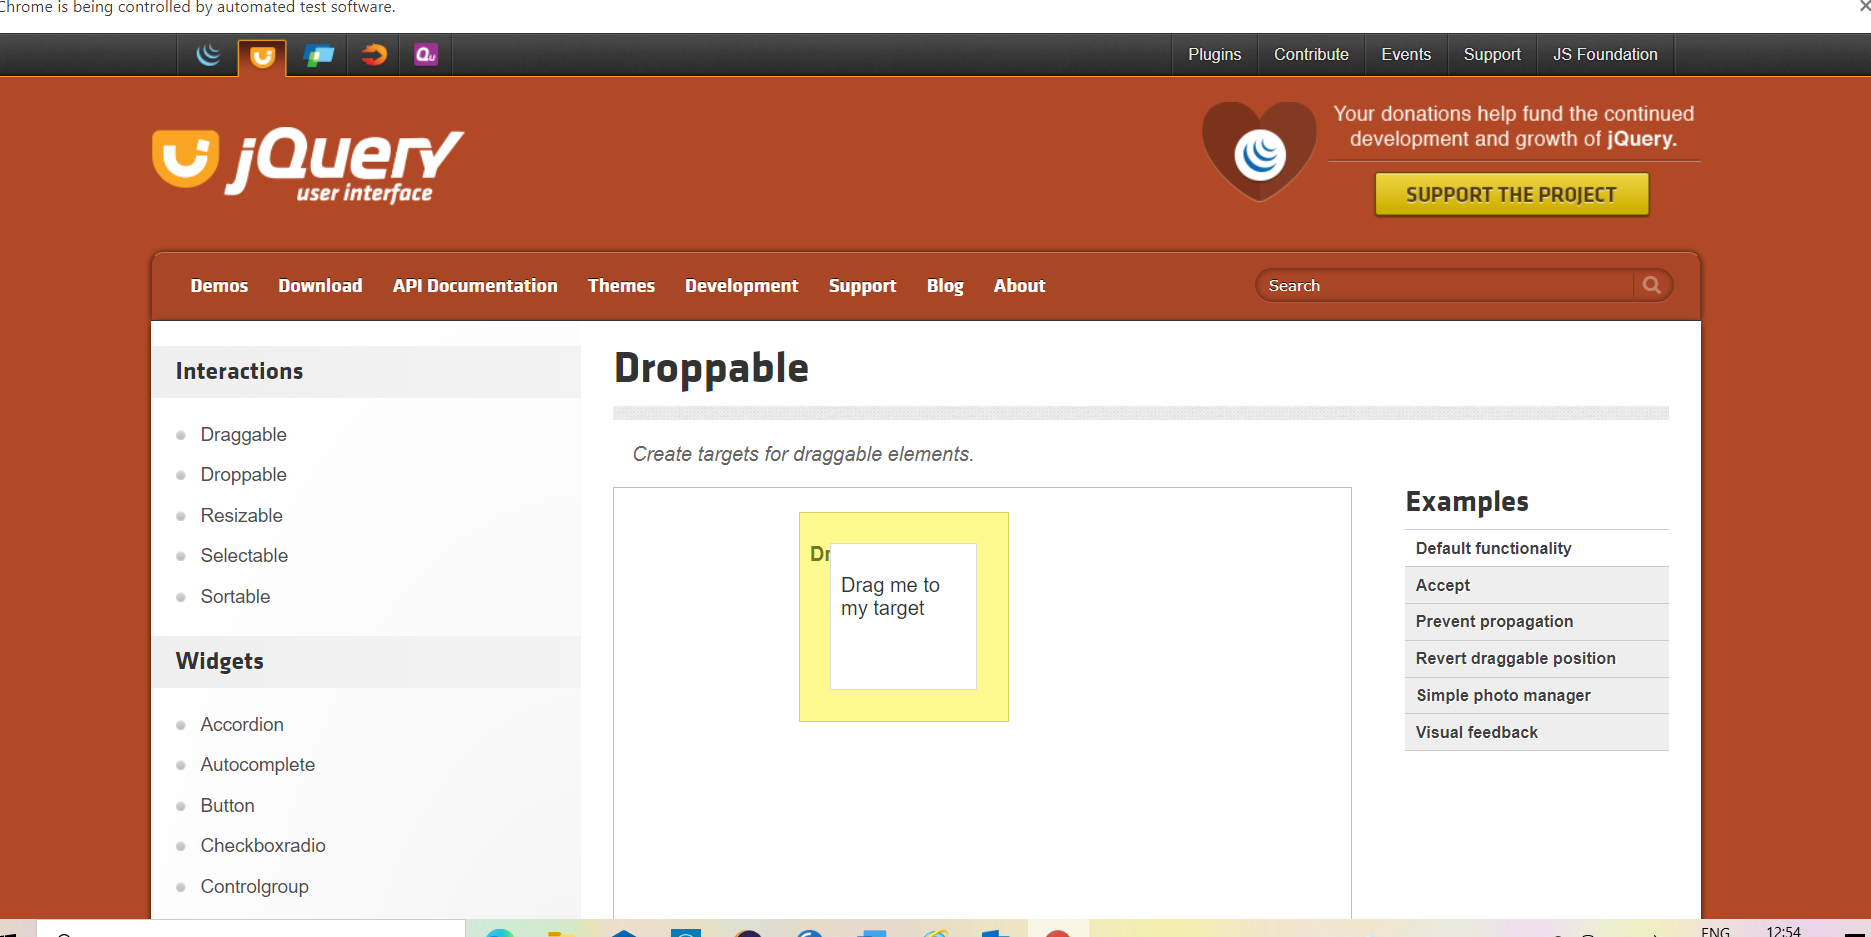 Chrome is being controlled by automated test software.
Plugins
Contribute
Events
Support
JS Foundation
Qu
jQuery
user interface
Your donations help fund the continued
development and growth of jQuery.
SUPPORT THE PROJECT
Demos
Download
API Documentation
Themes
Development
Support
Blog
About
Search
Interactions
Draggable
Droppable
Resizable
Selectable
Sortable
Widgets
Accordion
Autocomplete
Button
Checkboxradio
Controlgroup
Droppable
Create targets for draggable elements.
Dr
Drag me to
my target
Examples
Default functionality
Accept
Prevent propagation
Revert draggable position
Simple photo manager
Visual feedback
ENG
12:54